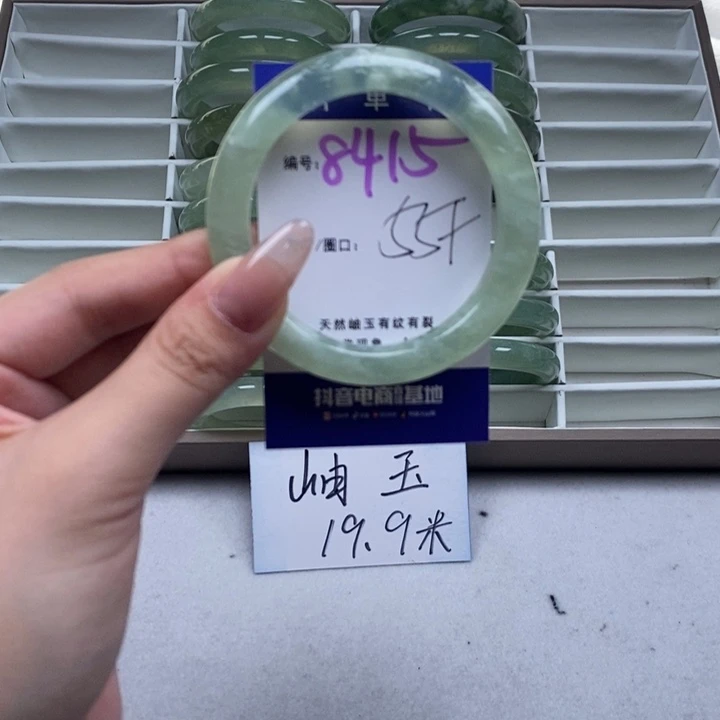 单
编号：8415
/圈口：55+
天然岫玉有纹有裂
抖音电商基地
岫玉
19.9米